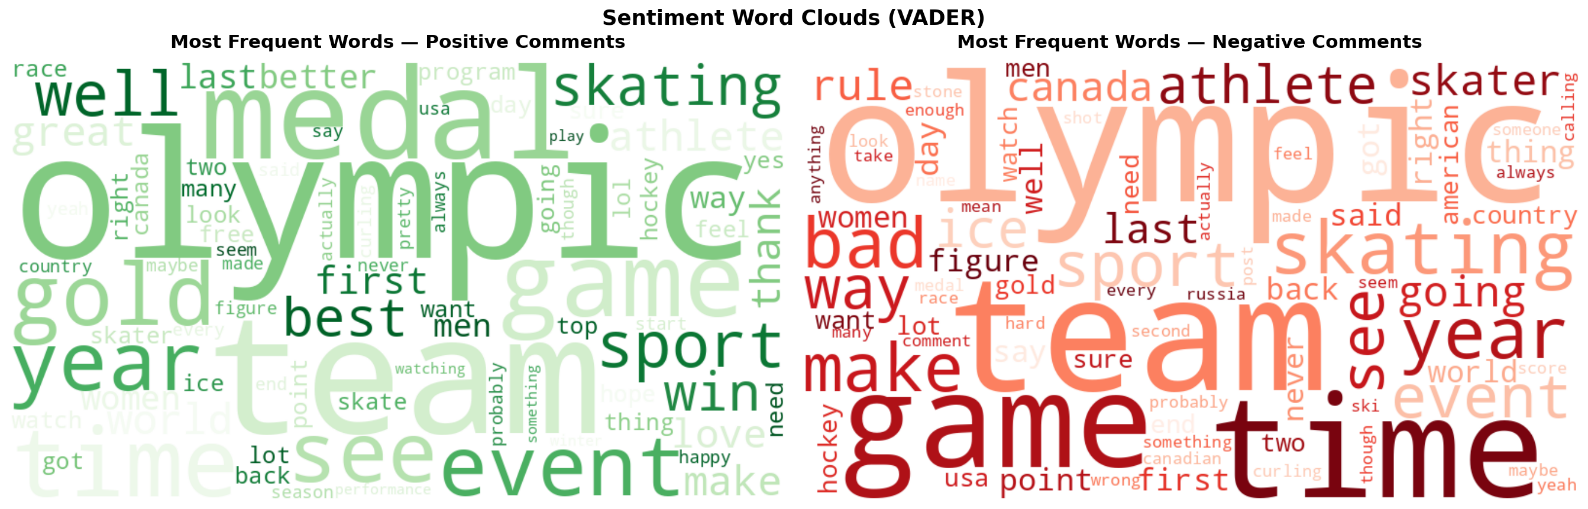 Sentiment Word Clouds (VADER)
Most Frequent Words — Positive Comments
race
well
last
better
medal
program
usa
day
sure
skating
great
say
play
athlete
olympic
two
said
many
right
canada
look
free
yeah
seem
made
actually
curling
pretty
always
going
though
lol
hockey
way
feel
yes
thank
country
maybe
never
first
gold
figure
best
want
men
game
top
start
sport
skater
every
year
team
ice
watching
win
need
women
end
point
skate
probably
something
hope
thing
love
watch
world
time
got
lot
back
see
event
winter
happy
make
season
performance
Most Frequent Words — Negative Comments
men
rule
stone
enough
canada
athlete
skater
calling
anything
look
take
day
watch
shot
olympic
feel
got
right
american
someone
thing
always
name
well
need
actually
mean
made
said
country
women
bad
ice
last
skating
figure
sport
post
way
medal
race
gold
every
russia
back
seem
going
want
many
lot
comment
hard
team
second
see
year
make
say
sure
never
world
score
event
game
probably
end
ski
hockey
something
canadian
time
two
though
usa
point
wrong
first
curling
maybe
yeah